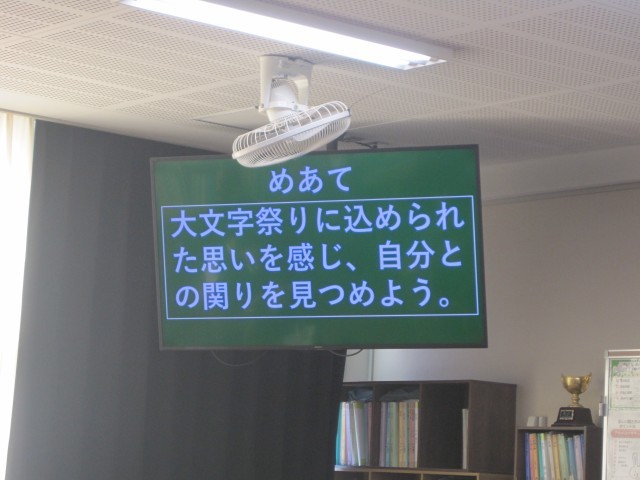 めあて
大文字祭りに込められ
た思いを感じ、自分と
の関りを見つめよう。